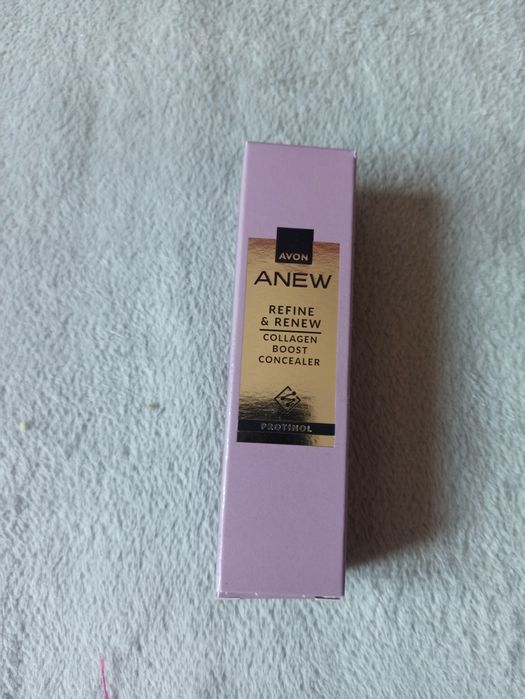 AVON
ANEW
REFINE
& RENEW
COLLAGEN
BOOST
CONCEALER
PROTINOL